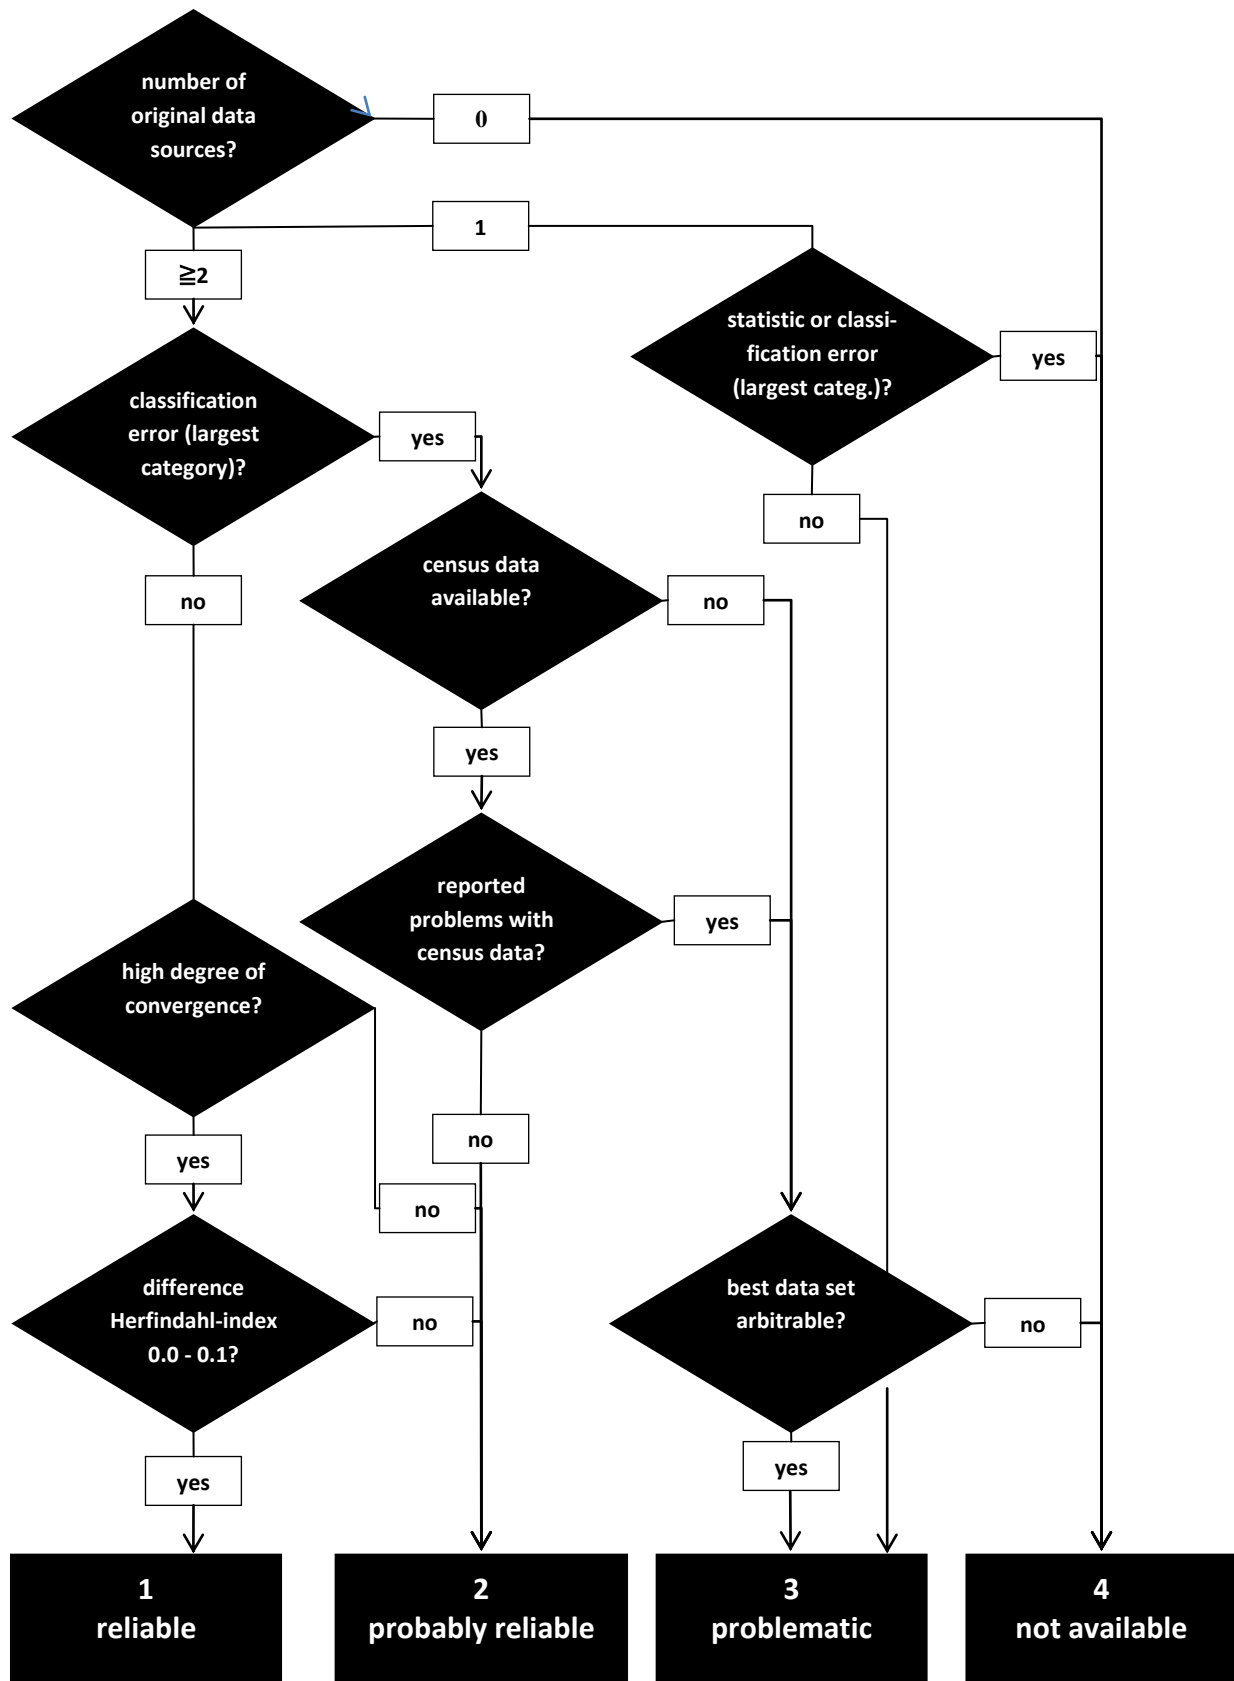 number of
original data
sources?
0
1
≧2
statistic or classi-
fication error
(largest categ.)?
yes
classification
error (largest
category)?
yes
no
census data
available?
no
no
yes
reported
problems with
census data?
yes
high degree of
convergence?
no
yes
no
difference
Herfindahl-index
0.0 - 0.1?
no
best data set
arbitrable?
no
yes
yes
1
reliable
2
probably reliable
3
problematic
4
not available